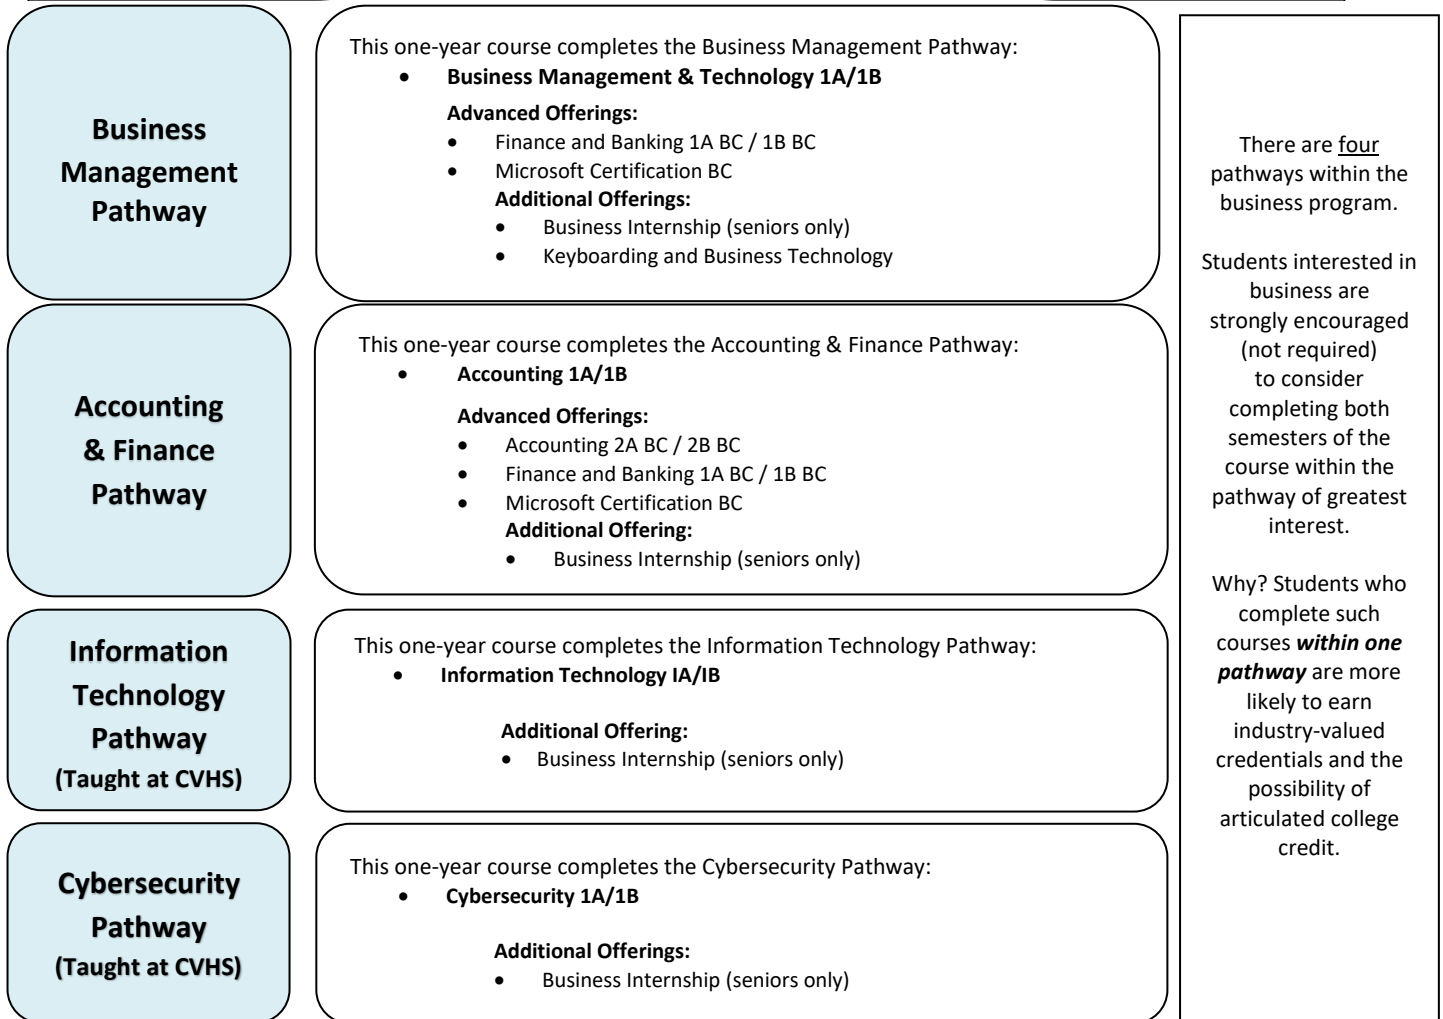 Business
Management
Pathway
This one-year course completes the Business Management Pathway:
• Business Management & Technology 1A/1B
Advanced Offerings:
• Finance and Banking 1A BC / 1B BC
• Microsoft Certification BC
Additional Offerings:
• Business Internship (seniors only)
• Keyboarding and Business Technology
Accounting
& Finance
Pathway
This one-year course completes the Accounting & Finance Pathway:
• Accounting 1A/1B
Advanced Offerings:
• Accounting 2A BC / 2B BC
• Finance and Banking 1A BC / 1B BC
• Microsoft Certification BC
Additional Offering:
• Business Internship (seniors only)
Information
Technology
Pathway
(Taught at CVHS)
This one-year course completes the Information Technology Pathway:
• Information Technology IA/IB
Additional Offering:
• Business Internship (seniors only)
Cybersecurity
Pathway
(Taught at CVHS)
This one-year course completes the Cybersecurity Pathway:
• Cybersecurity 1A/1B
Additional Offerings:
• Business Internship (seniors only)
There are four
pathways within the
business program.
Students interested in
business are
strongly encouraged
(not required)
to consider
completing both
semesters of the
course within the
pathway of greatest
interest.
Why? Students who
complete such
courses within one
pathway are more
likely to earn
industry-valued
credentials and the
possibility of
articulated college
credit.